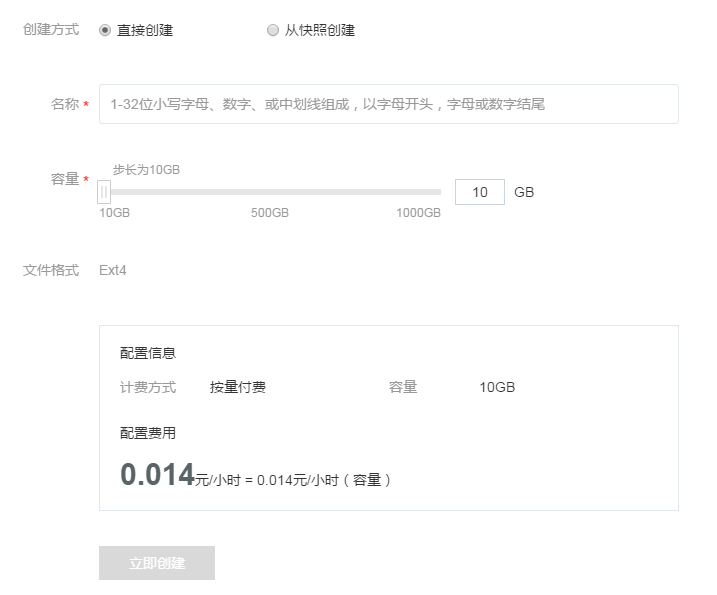 创建方式 直接创建 从快照创建
名称 * 1-32位小写字母、数字、或中划线组成，以字母开头，字母或数字结尾
步长为10GB
容量 * 10 GB
10GB 500GB 1000GB
文件格式 Ext4
配置信息
计费方式 按量付费 容量 10GB
配置费用
0.014元/小时 = 0.014元/小时（容量）
立即创建